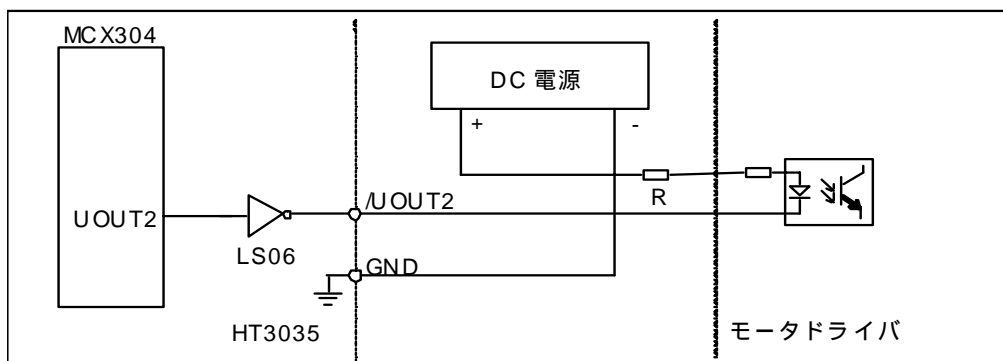 MCX304
DC 電源
+ -
R
UOUT2
/UOUT2
LS06
GND
HT3035
モータドライバ